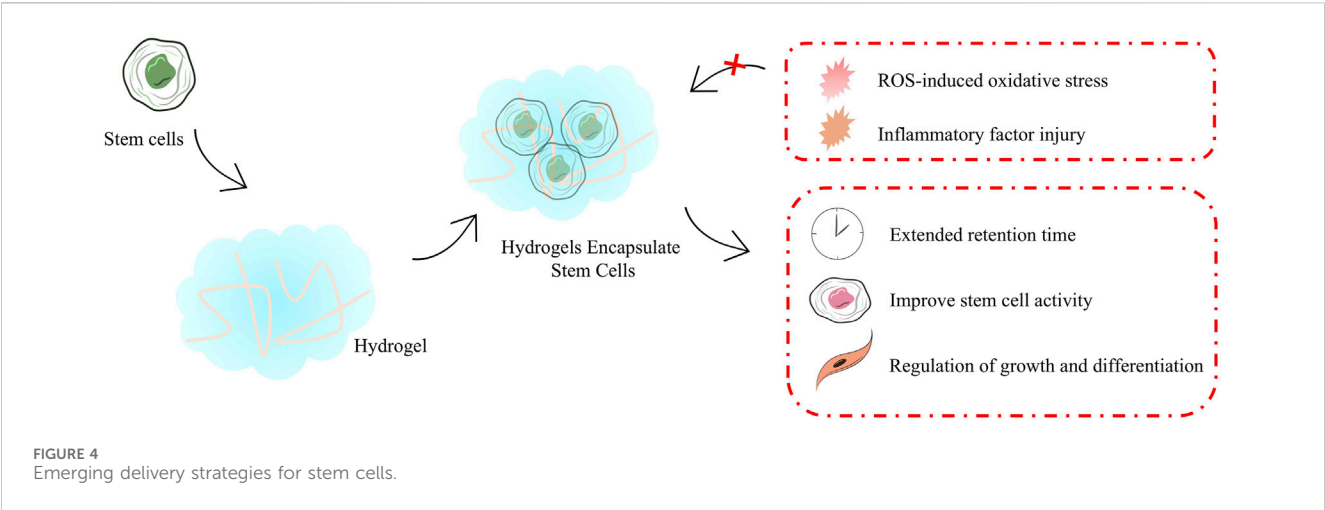 Stem cells
Hydrogel
Hydrogels Encapsulate
Stem Cells
ROS-induced oxidative stress
Inflammatory factor injury
Extended retention time
Improve stem cell activity
Regulation of growth and differentiation
FIGURE 4
Emerging delivery strategies for stem cells.